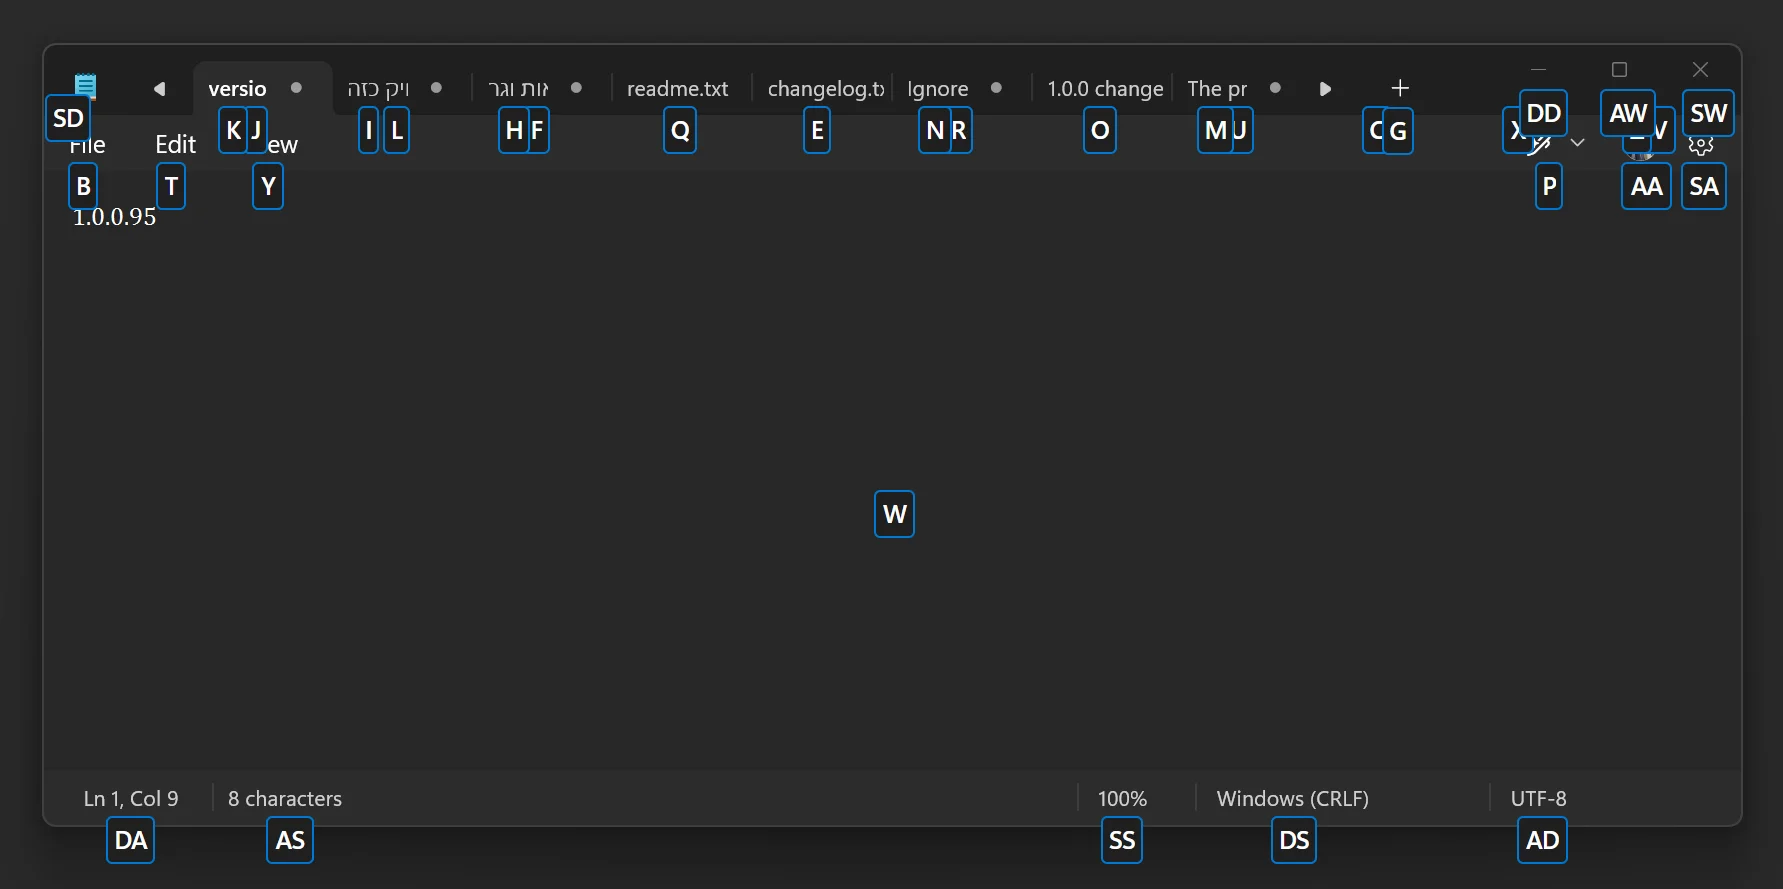 versio ויק כזה אות וגר readme.txt changelog.tx Ignore 1.0.0 change The pr
SD K J I L H F Q E N R O M U G X DD AW V SW
File Edit ew
B T Y P AA SA
1.0.0.95
W
Ln 1, Col 9 8 characters 100% Windows (CRLF) UTF-8
DA AS SS DS AD